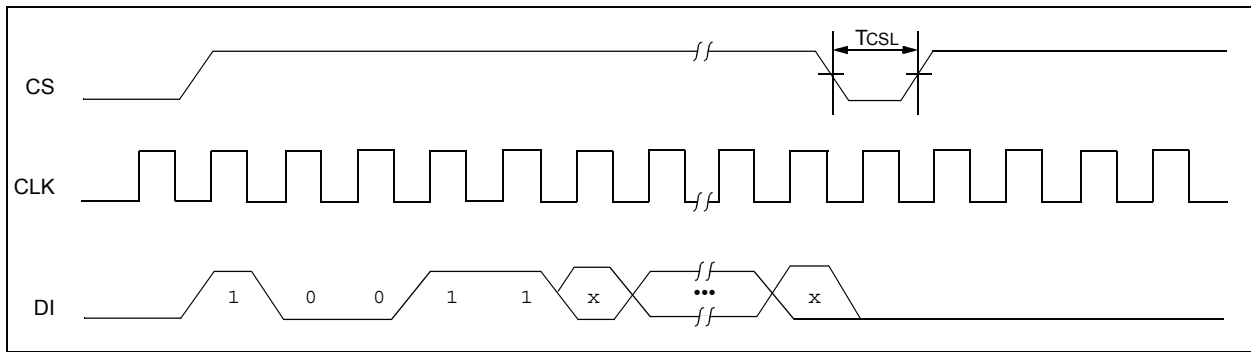 TCSL
CS
CLK
DI
1 0 0 1 1 x ••• x